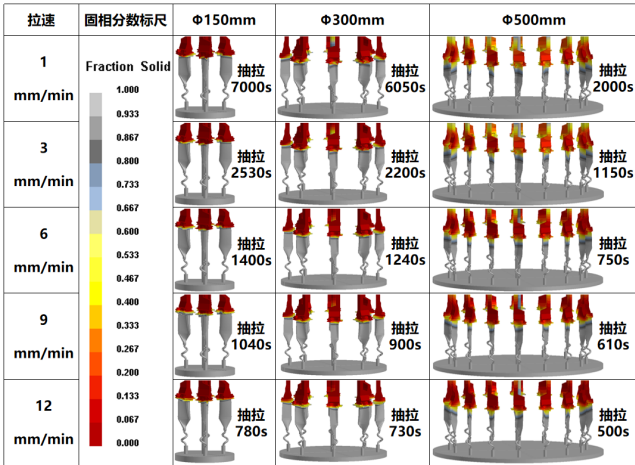 拉速 固相分数标尺 Φ150mm Φ300mm Φ500mm
1
mm/min
Fraction Solid
1.000
0.933
0.867
0.800
0.733
0.667
0.600
0.533
0.467
0.400
0.333
0.267
0.200
0.133
0.067
0.000
抽拉
7000s
抽拉
6050s
抽拉
2000s
3
mm/min
抽拉
2530s
抽拉
2200s
抽拉
1150s
6
mm/min
抽拉
1400s
抽拉
1240s
抽拉
750s
9
mm/min
抽拉
1040s
抽拉
900s
抽拉
610s
12
mm/min
抽拉
780s
抽拉
730s
抽拉
500s